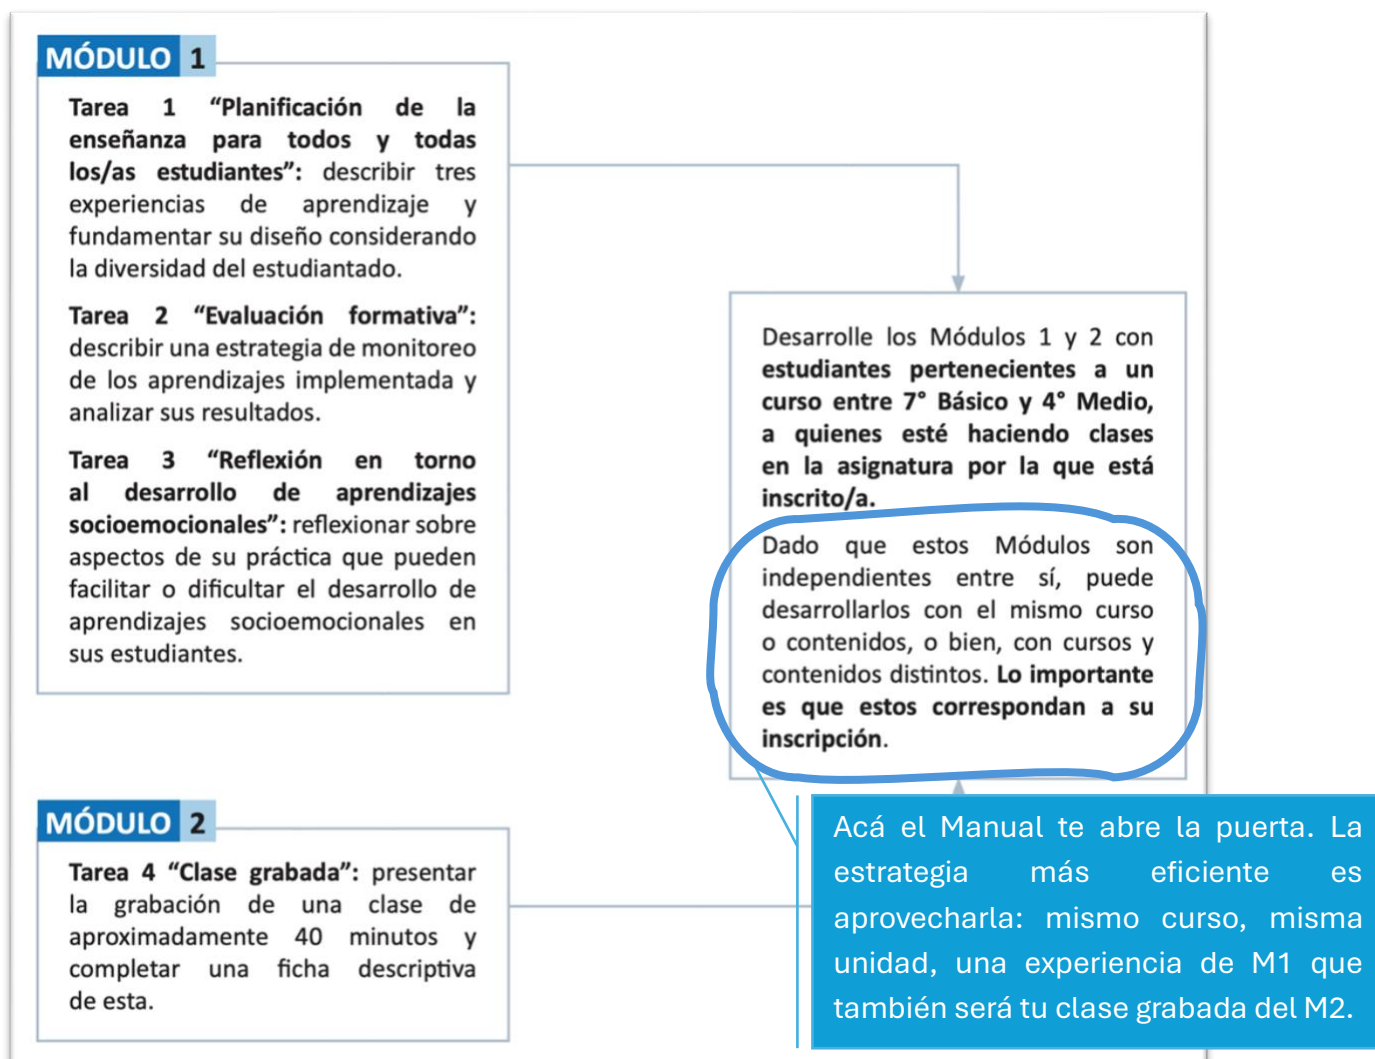 MÓDULO 1
Tarea 1 “Planificación de la
enseñanza para todos y todas
los/as estudiantes”: describir tres
experiencias de aprendizaje y
fundamentar su diseño considerando
la diversidad del estudiantado.
Tarea 2 “Evaluación formativa”:
describir una estrategia de monitoreo
de los aprendizajes implementada y
analizar sus resultados.
Tarea 3 “Reflexión en torno
al desarrollo de aprendizajes
socioemocionales”: reflexionar sobre
aspectos de su práctica que pueden
facilitar o dificultar el desarrollo de
aprendizajes socioemocionales en
sus estudiantes.
Desarrolle los Módulos 1 y 2 con
estudiantes pertenecientes a un
curso entre 7° Básico y 4° Medio,
a quienes esté haciendo clases
en la asignatura por la que está
inscrito/a.
Dado que estos Módulos son
independientes entre sí, puede
desarrollarlos con el mismo curso
o contenidos, o bien, con cursos y
contenidos distintos. Lo importante
es que estos correspondan a su
inscripción.
MÓDULO 2
Tarea 4 “Clase grabada”: presentar
la grabación de una clase de
aproximadamente 40 minutos y
completar una ficha descriptiva
de esta.
Acá el Manual te abre la puerta. La
estrategia más eficiente es
aprovecharla: mismo curso, misma
unidad, una experiencia de M1 que
también será tu clase grabada del M2.